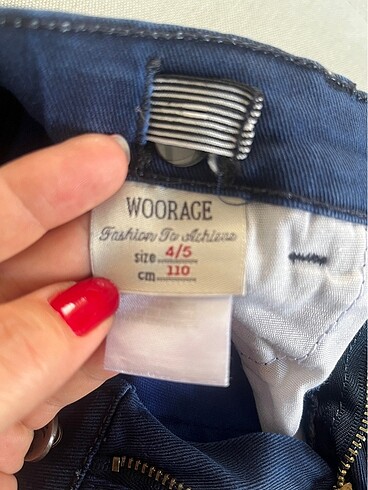 WOORAGE
Fashion To Achieve
size 4/5
cm 110